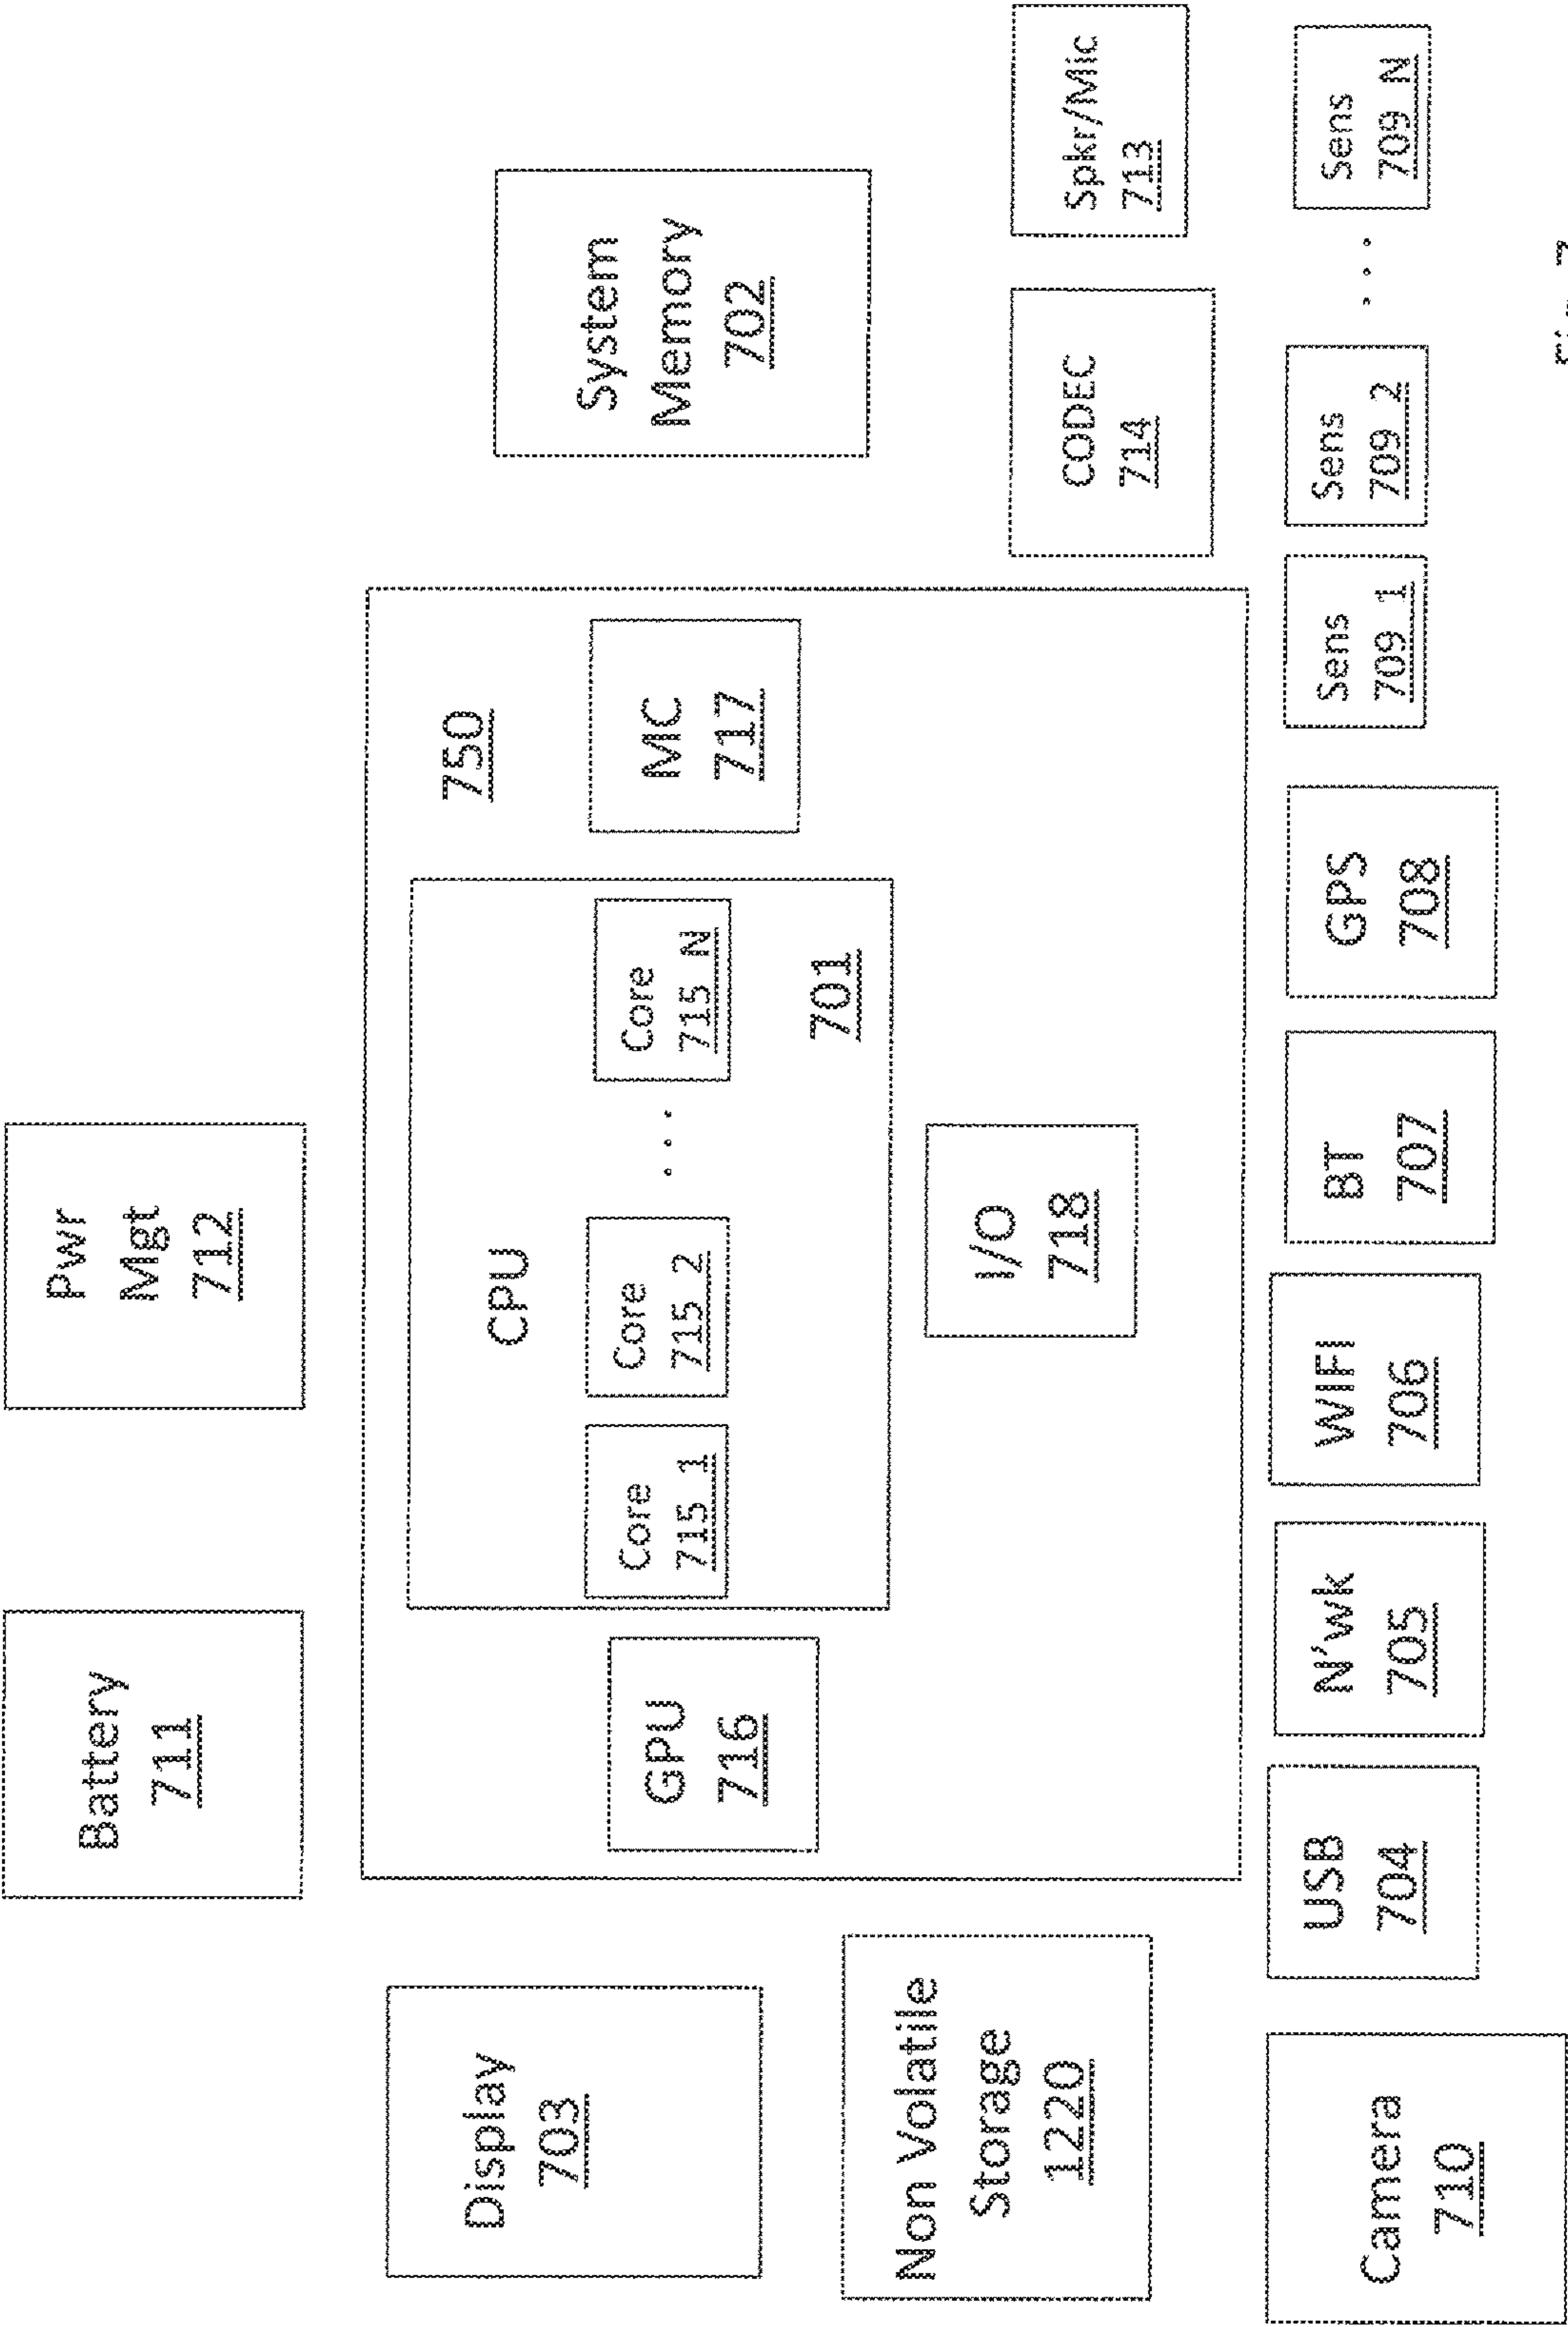 Battery
711
Pwr
Mgt
712
Display
703
750
CPU
System
Memory
702
GPU
716
Core
715_1
Core
715_2
...
Core
715_N
701
MC
717
Non Volatile
Storage
1220
I/O
718
CODEC
714
Spkr/Mic
713
Camera
710
USB
704
N'wk
705
WIFI
706
BT
707
GPS
708
Sens
709_1
Sens
709_2
...
Sens
709_N